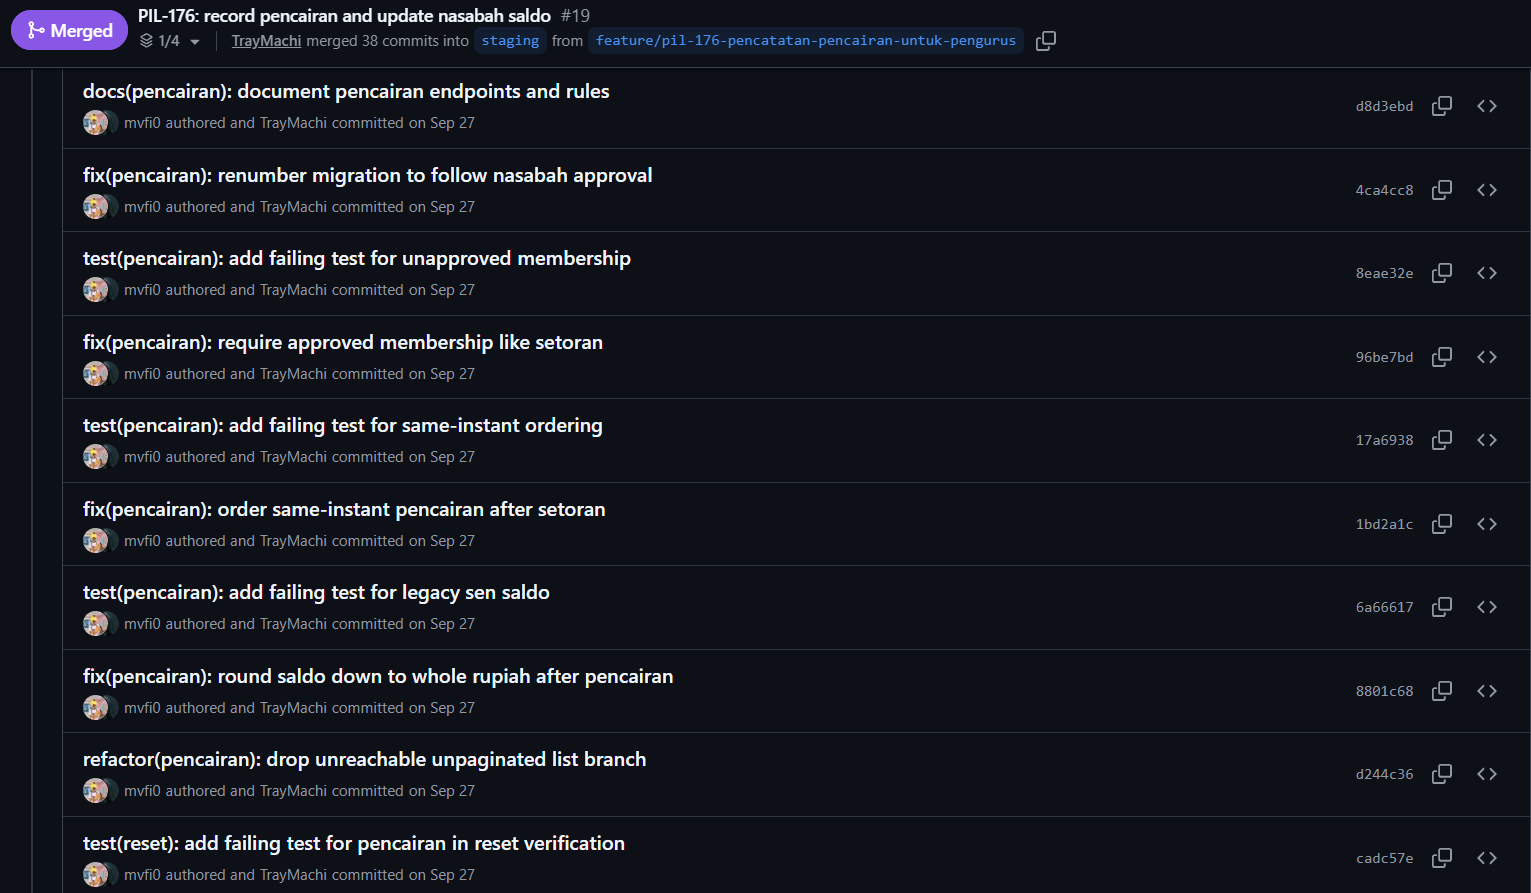 Merged
PIL-176: record pencairan and update nasabah saldo #19
1/4 TrayMachi merged 38 commits into staging from feature/pil-176-pencatatan-pencairan-untuk-pengurus
docs(pencairan): document pencairan endpoints and rules
mvfi0 authored and TrayMachi committed on Sep 27
d8d3ebd
fix(pencairan): renumber migration to follow nasabah approval
mvfi0 authored and TrayMachi committed on Sep 27
4ca4cc8
test(pencairan): add failing test for unapproved membership
mvfi0 authored and TrayMachi committed on Sep 27
8eae32e
fix(pencairan): require approved membership like setoran
mvfi0 authored and TrayMachi committed on Sep 27
96be7bd
test(pencairan): add failing test for same-instant ordering
mvfi0 authored and TrayMachi committed on Sep 27
17a6938
fix(pencairan): order same-instant pencairan after setoran
mvfi0 authored and TrayMachi committed on Sep 27
1bd2a1c
test(pencairan): add failing test for legacy sen saldo
mvfi0 authored and TrayMachi committed on Sep 27
6a66617
fix(pencairan): round saldo down to whole rupiah after pencairan
mvfi0 authored and TrayMachi committed on Sep 27
8801c68
refactor(pencairan): drop unreachable unpaginated list branch
mvfi0 authored and TrayMachi committed on Sep 27
d244c36
test(reset): add failing test for pencairan in reset verification
mvfi0 authored and TrayMachi committed on Sep 27
cadc57e